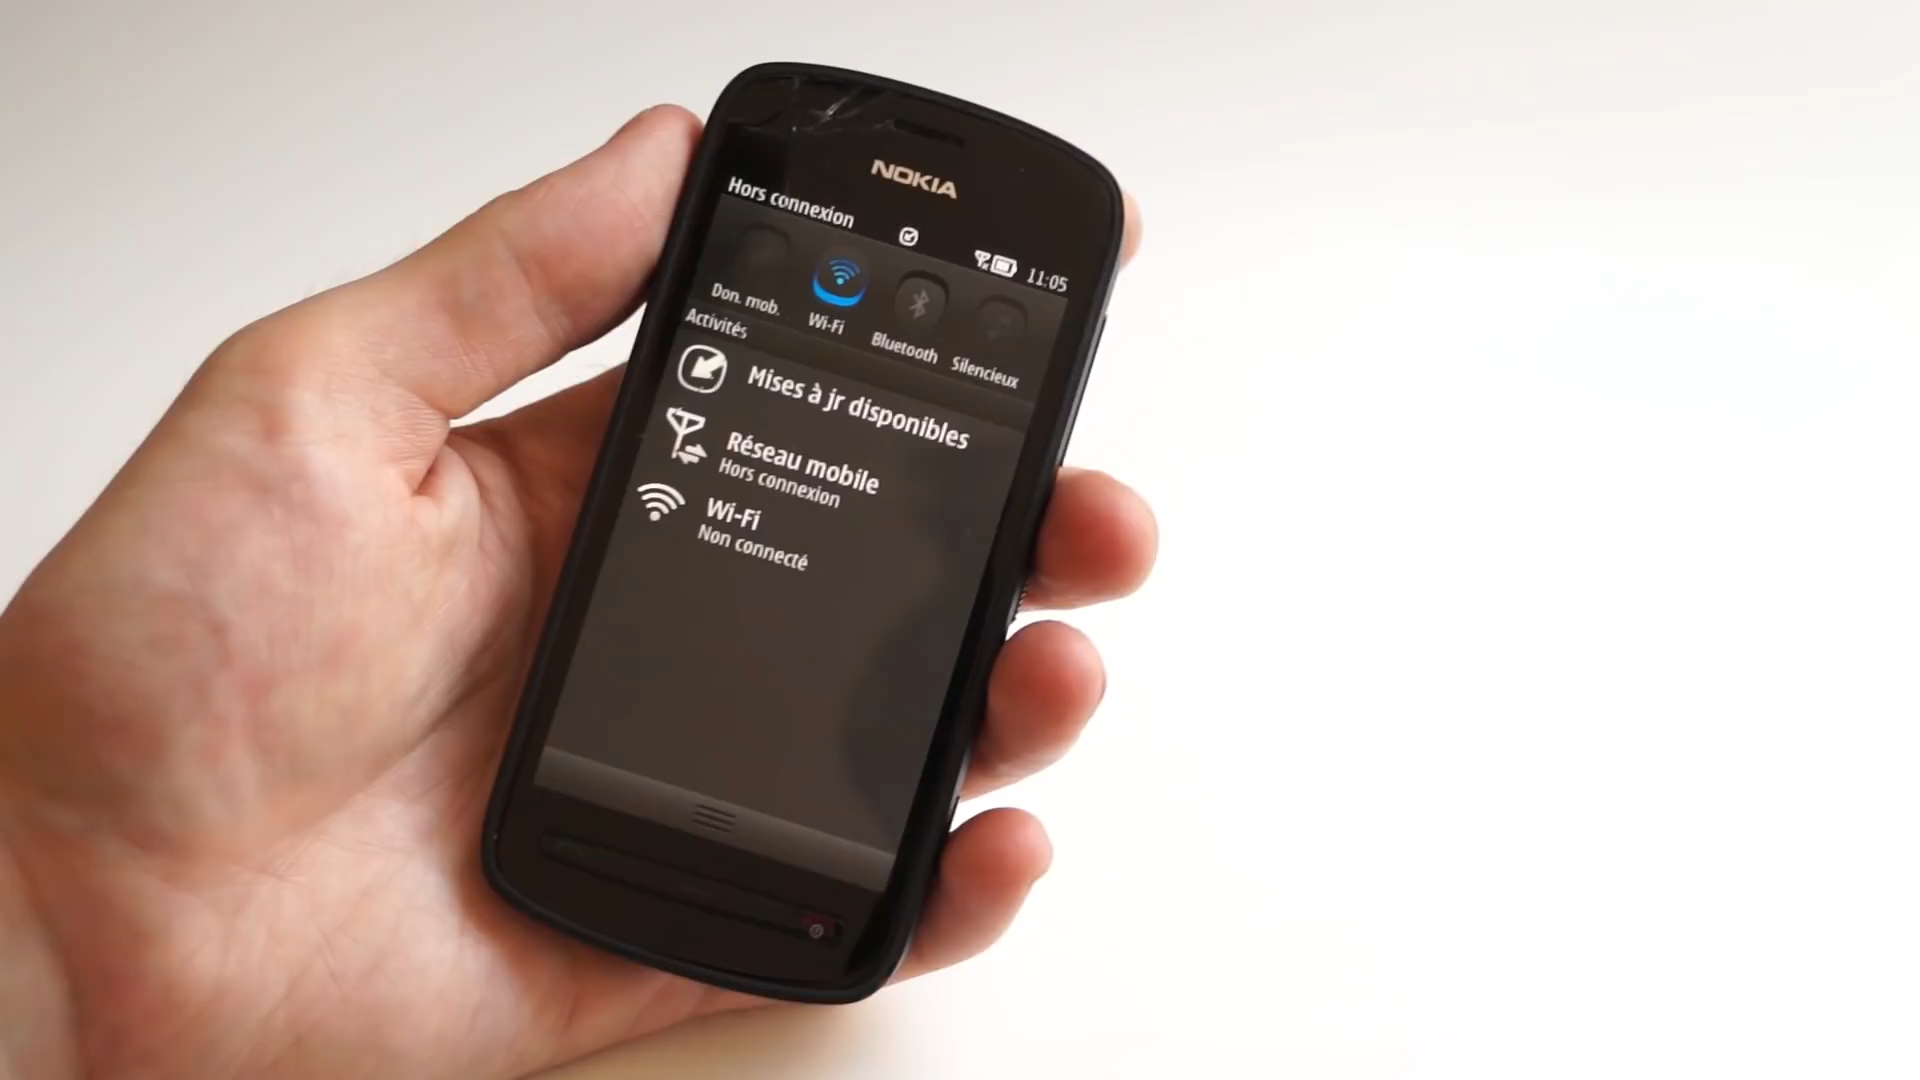 NOKIA
Hors connexion
11:05
Don. mob.
Wi-Fi
Bluetooth
Silencieux
Activités
Mises à jr disponibles
Réseau mobile
Hors connexion
Wi-Fi
Non connecté